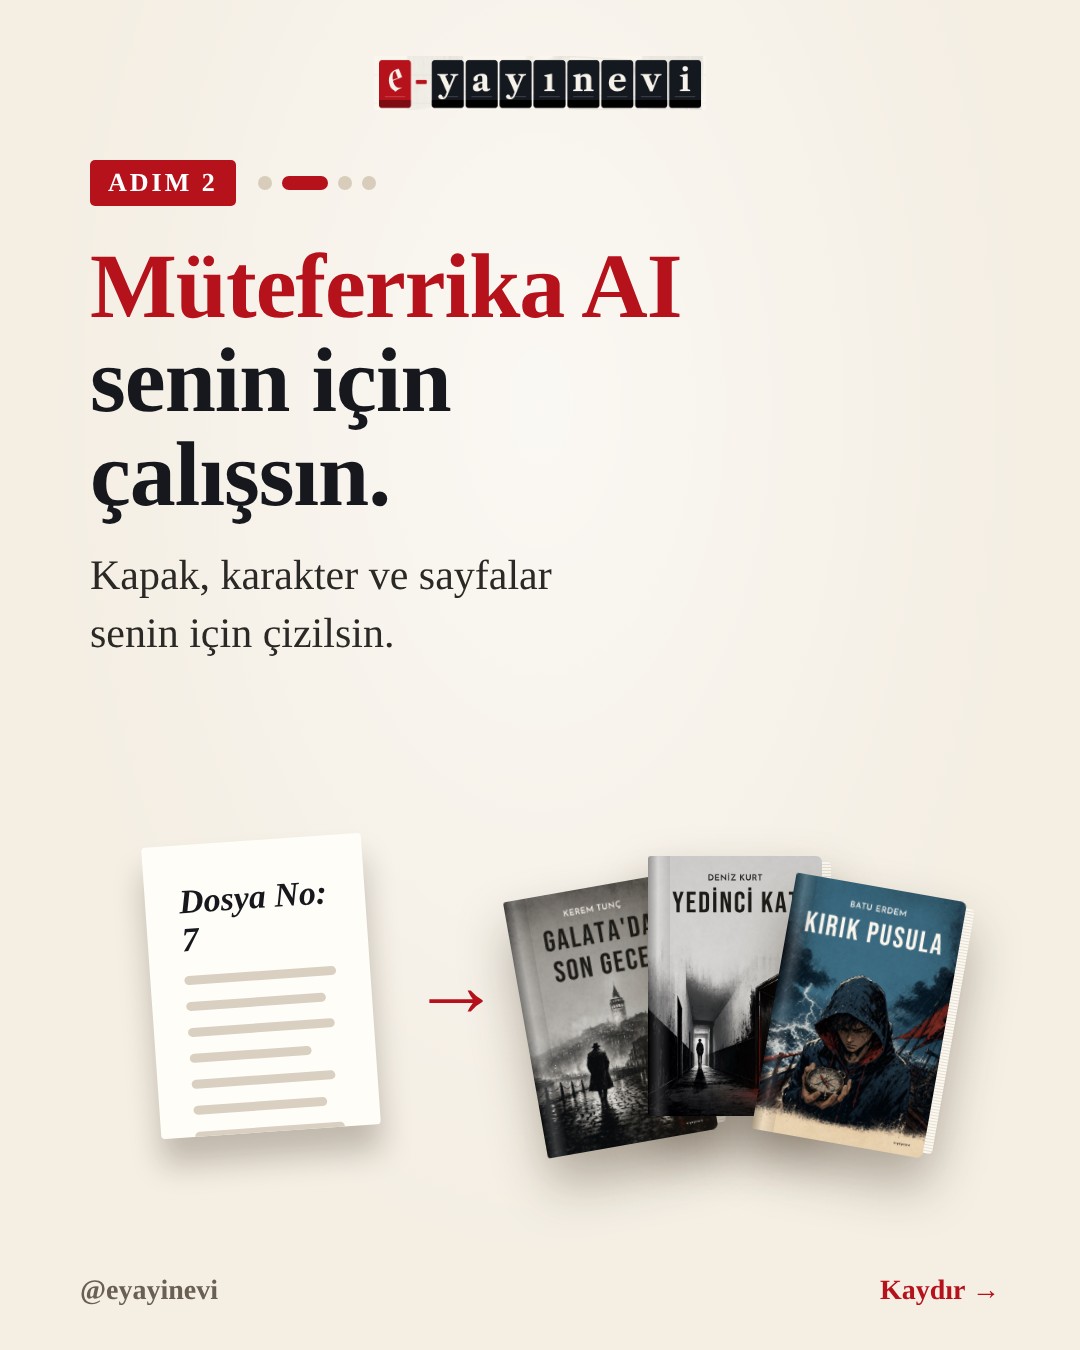 e-yayınevi
ADIM 2
Müteferrika AI
senin için
çalışsın.
Kapak, karakter ve sayfalar
senin için çizilsin.
Dosya No:
7
→
KEREM TUNÇ
GALATA'DA
SON GECE
DENİZ KURT
YEDİNCİ KAT
BATU ERDEM
KIRIK PUSULA
@eyayinevi
Kaydır →